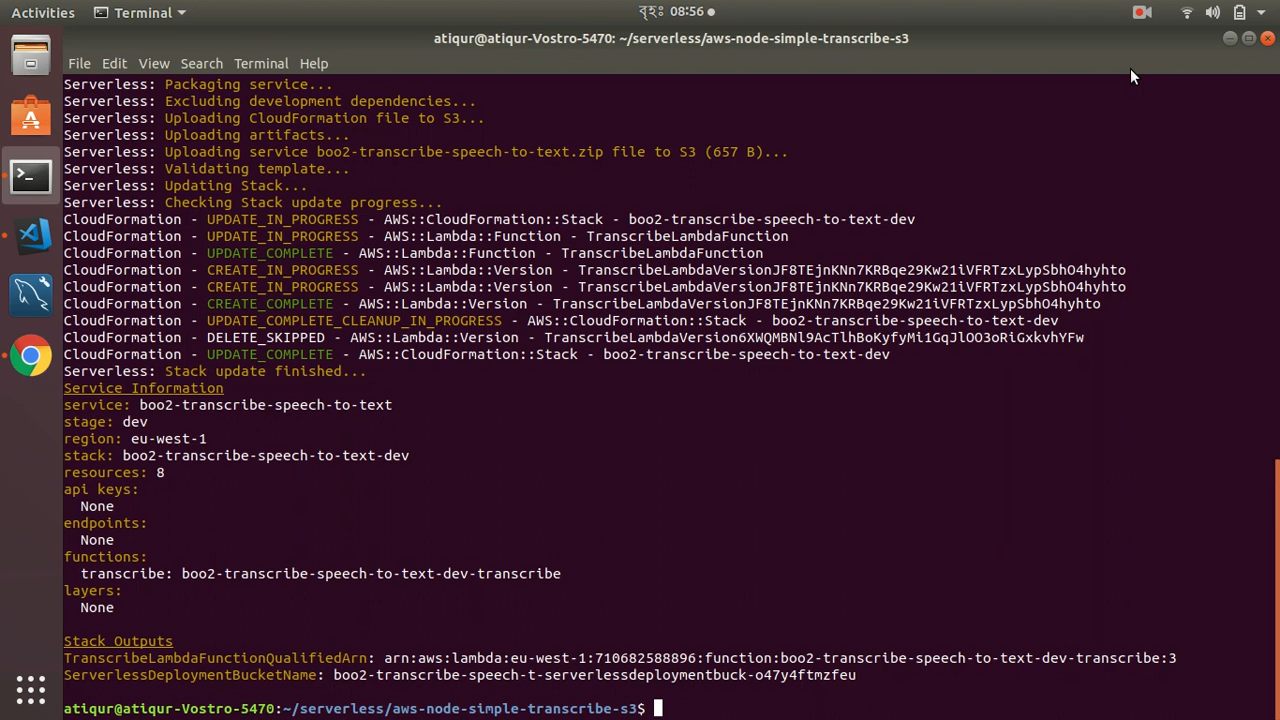 Activities Terminal বৃহঃ 08:56
atiqur@atiqur-Vostro-5470: ~/serverless/aws-node-simple-transcribe-s3
File Edit View Search Terminal Help
Serverless: Packaging service...
Serverless: Excluding development dependencies...
Serverless: Uploading CloudFormation file to S3...
Serverless: Uploading artifacts...
Serverless: Uploading service boo2-transcribe-speech-to-text.zip file to S3 (657 B)...
Serverless: Validating template...
Serverless: Updating Stack...
Serverless: Checking Stack update progress...
CloudFormation - UPDATE_IN_PROGRESS - AWS::CloudFormation::Stack - boo2-transcribe-speech-to-text-dev
CloudFormation - UPDATE_IN_PROGRESS - AWS::Lambda::Function - TranscribeLambdaFunction
CloudFormation - UPDATE_COMPLETE - AWS::Lambda::Function - TranscribeLambdaFunction
CloudFormation - CREATE_IN_PROGRESS - AWS::Lambda::Version - TranscribeLambdaVersionJF8TEjnKNn7KRBqe29Kw21iVFRTzxLypSbhO4hyhto
CloudFormation - CREATE_IN_PROGRESS - AWS::Lambda::Version - TranscribeLambdaVersionJF8TEjnKNn7KRBqe29Kw21iVFRTzxLypSbhO4hyhto
CloudFormation - CREATE_COMPLETE - AWS::Lambda::Version - TranscribeLambdaVersionJF8TEjnKNn7KRBqe29Kw21iVFRTzxLypSbhO4hyhto
CloudFormation - UPDATE_COMPLETE_CLEANUP_IN_PROGRESS - AWS::CloudFormation::Stack - boo2-transcribe-speech-to-text-dev
CloudFormation - DELETE_SKIPPED - AWS::Lambda::Version - TranscribeLambdaVersion6XWQMBNl9AcTlhBoKyfyMi1GqJlOO3oRiGxkvhYFw
CloudFormation - UPDATE_COMPLETE - AWS::CloudFormation::Stack - boo2-transcribe-speech-to-text-dev
Serverless: Stack update finished...
Service Information
service: boo2-transcribe-speech-to-text
stage: dev
region: eu-west-1
stack: boo2-transcribe-speech-to-text-dev
resources: 8
api keys:
None
endpoints:
None
functions:
transcribe: boo2-transcribe-speech-to-text-dev-transcribe
layers:
None
Stack Outputs
TranscribeLambdaFunctionQualifiedArn: arn:aws:lambda:eu-west-1:710682588896:function:boo2-transcribe-speech-to-text-dev-transcribe:3
ServerlessDeploymentBucketName: boo2-transcribe-speech-t-serverlessdeploymentbuck-o47y4ftmzfeu
atiqur@atiqur-Vostro-5470:~/serverless/aws-node-simple-transcribe-s3$